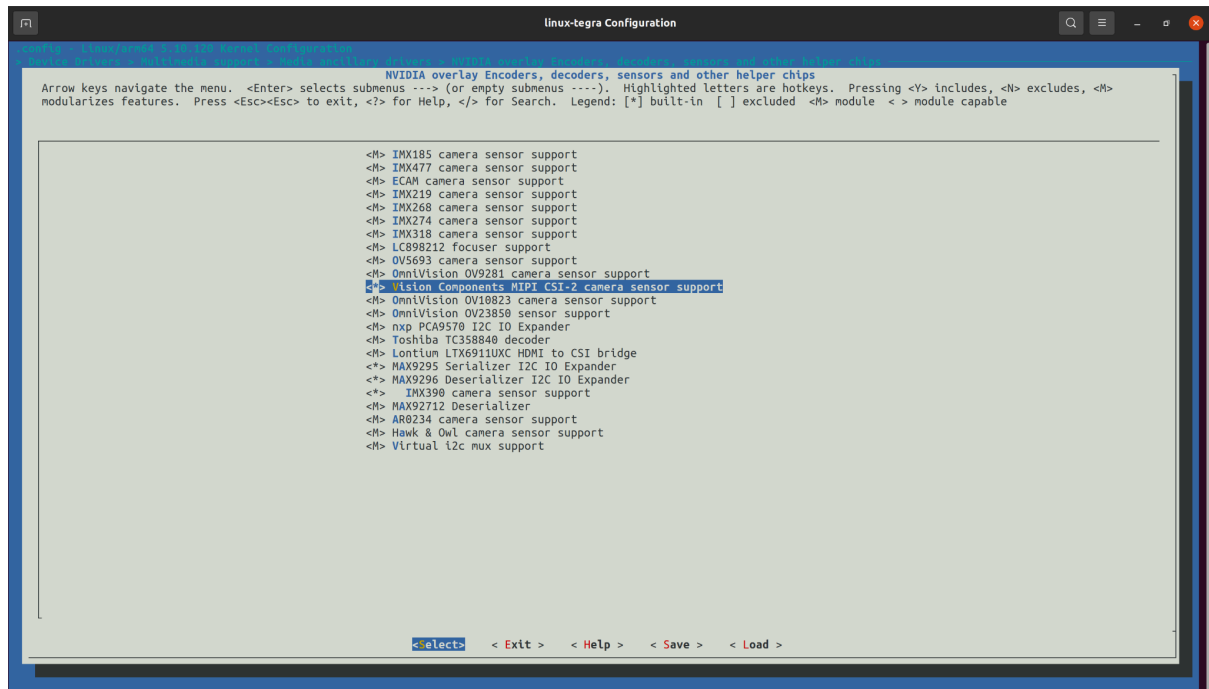 linux-tegra Configuration
.config - Linux/arm64 5.10.120 Kernel Configuration
> Device Drivers > Multimedia support > Media ancillary drivers > NVIDIA overlay Encoders, decoders, sensors and other helper chips
NVIDIA overlay Encoders, decoders, sensors and other helper chips
Arrow keys navigate the menu.  <Enter> selects submenus ---> (or empty submenus ----).  Highlighted letters are hotkeys.  Pressing <Y> includes, <N> excludes, <M>
modularizes features.  Press <Esc><Esc> to exit, <?> for Help, </> for Search.  Legend: [*] built-in  [ ] excluded  <M> module  < > module capable
<M> IMX185 camera sensor support
<M> IMX477 camera sensor support
<M> ECAM camera sensor support
<M> IMX219 camera sensor support
<M> IMX268 camera sensor support
<M> IMX274 camera sensor support
<M> IMX318 camera sensor support
<M> LC898212 focuser support
<M> OV5693 camera sensor support
<M> OmniVision OV9281 camera sensor support
<*> Vision Components MIPI CSI-2 camera sensor support
<M> OmniVision OV10823 camera sensor support
<M> OmniVision OV23850 sensor support
<M> nxp PCA9570 I2C IO Expander
<M> Toshiba TC358840 decoder
<M> Lontium LTX6911UXC HDMI to CSI bridge
<*> MAX9295 Serializer I2C IO Expander
<*> MAX9296 Deserializer I2C IO Expander
<*>   IMX390 camera sensor support
<M> MAX92712 Deserializer
<M> AR0234 camera sensor support
<M> Hawk & Owl camera sensor support
<M> Virtual i2c mux support
<Select>    < Exit >    < Help >    < Save >    < Load >